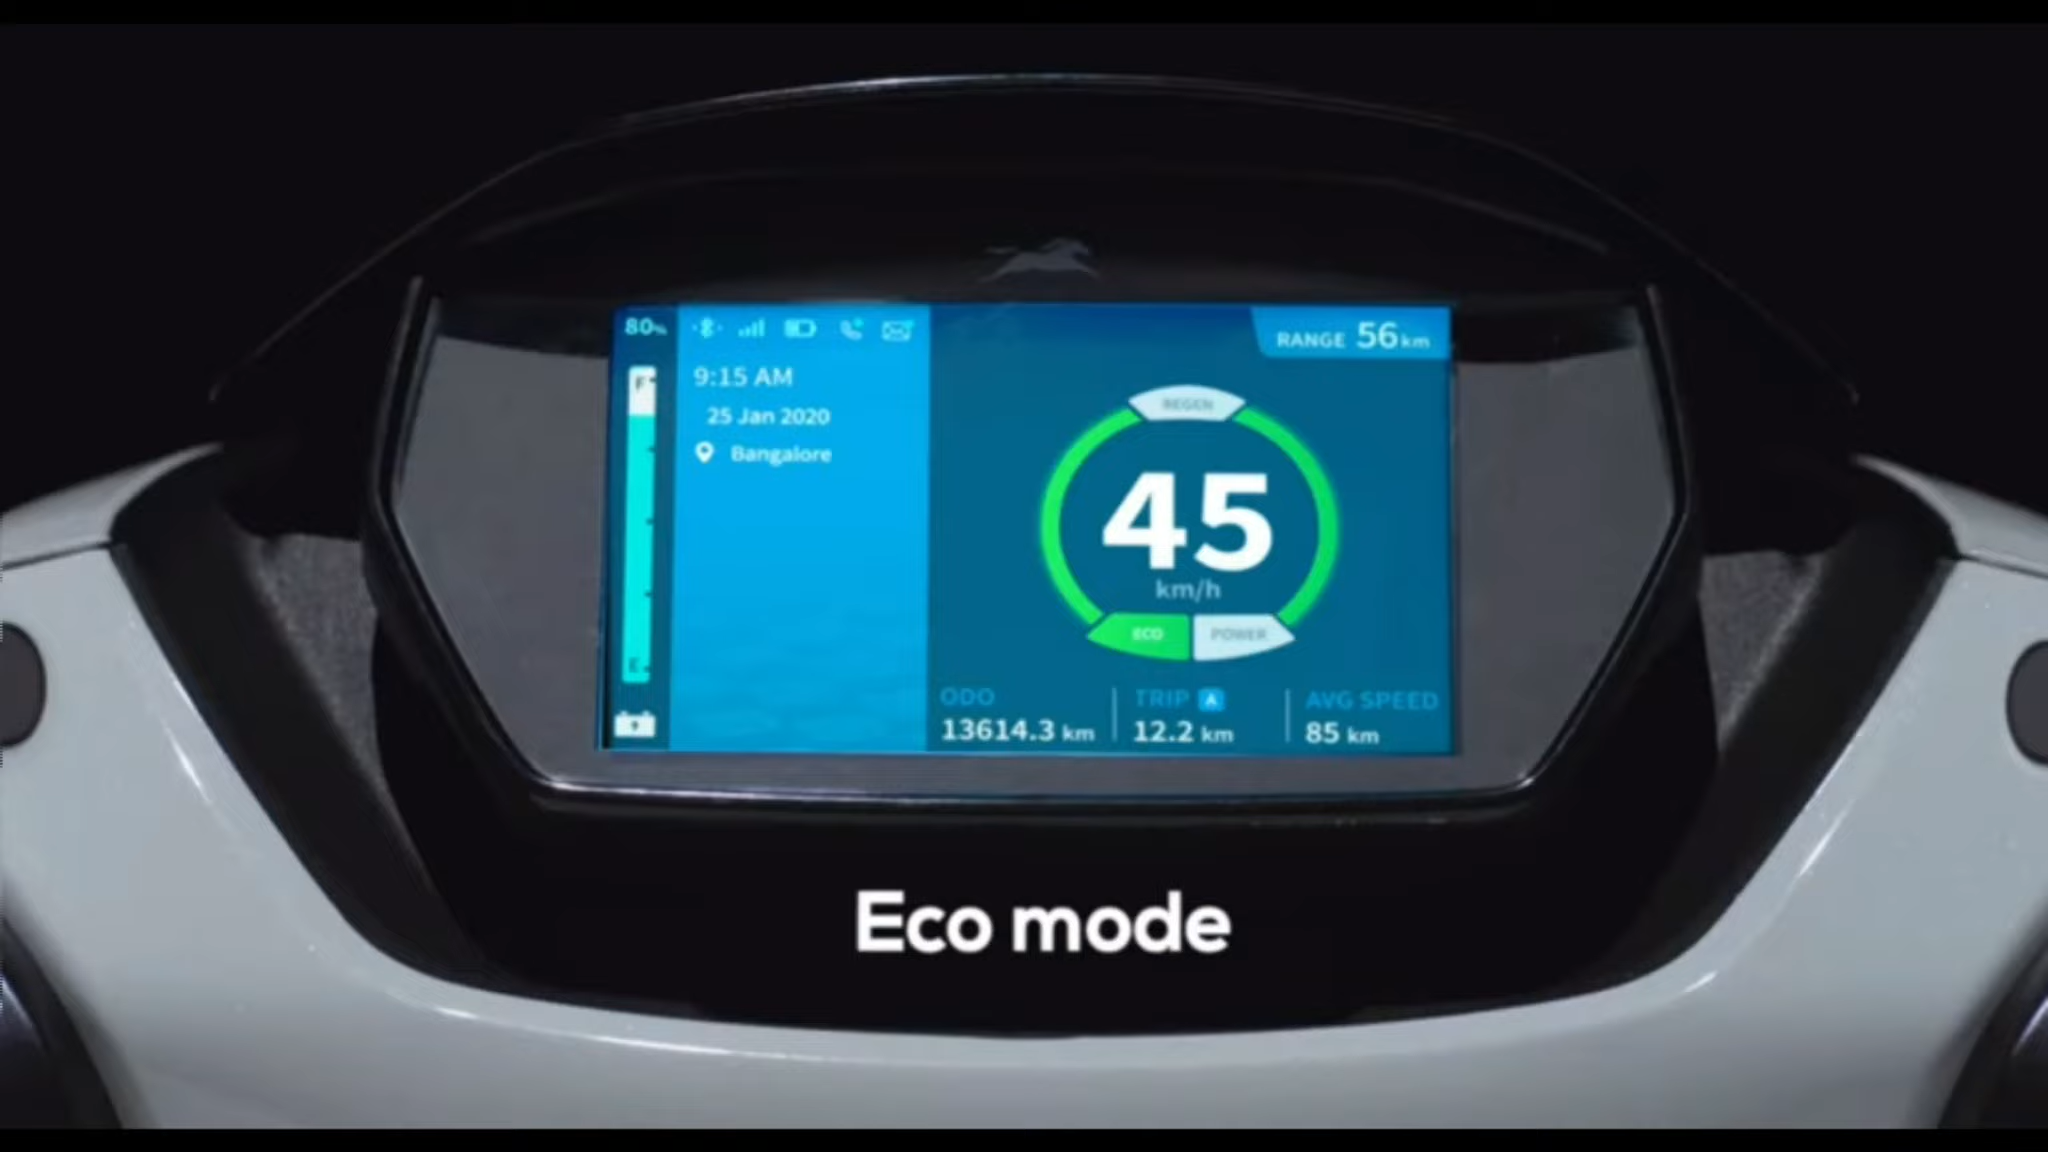 80%
F
E
9:15 AM
25 Jan 2020
Bangalore
RANGE 56 km
REGEN
45
km/h
ECO POWER
ODO
13614.3 km
TRIP A
12.2 km
AVG SPEED
85 km
Eco mode